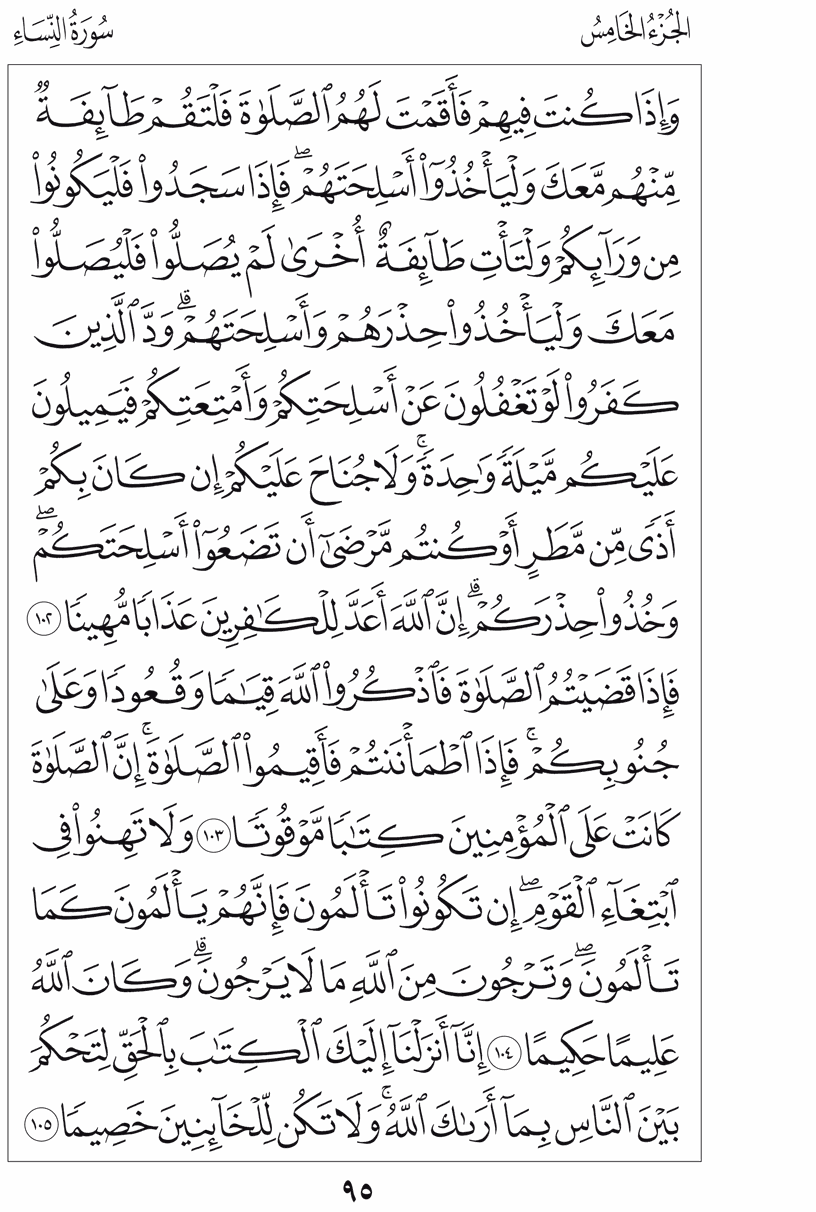 الجُزْءُ الخَامِسُ سُورَةُ النِّسَاءِ
وَإِذَا كُنتَ فِيهِمْ فَأَقَمْتَ لَهُمُ ٱلصَّلَوٰةَ فَلْتَقُمْ طَآئِفَةٌ
مِّنْهُم مَّعَكَ وَلْيَأْخُذُوٓا۟ أَسْلِحَتَهُمْ ۖ فَإِذَا سَجَدُوا۟ فَلْيَكُونُوا۟
مِن وَرَآئِكُمْ وَلْتَأْتِ طَآئِفَةٌ أُخْرَىٰ لَمْ يُصَلُّوا۟ فَلْيُصَلُّوا۟
مَعَكَ وَلْيَأْخُذُوا۟ حِذْرَهُمْ وَأَسْلِحَتَهُمْ ۗ وَدَّ ٱلَّذِينَ
كَفَرُوا۟ لَوْ تَغْفُلُونَ عَنْ أَسْلِحَتِكُمْ وَأَمْتِعَتِكُمْ فَيَمِيلُونَ
عَلَيْكُم مَّيْلَةً وَٰحِدَةً ۚ وَلَا جُنَاحَ عَلَيْكُمْ إِن كَانَ بِكُمْ
أَذًى مِّن مَّطَرٍ أَوْ كُنتُم مَّرْضَىٰٓ أَن تَضَعُوٓا۟ أَسْلِحَتَكُمْ ۖ
وَخُذُوا۟ حِذْرَكُمْ ۗ إِنَّ ٱللَّهَ أَعَدَّ لِلْكَـٰفِرِينَ عَذَابًا مُّهِينًا ١٠٢
فَإِذَا قَضَيْتُمُ ٱلصَّلَوٰةَ فَٱذْكُرُوا۟ ٱللَّهَ قِيَـٰمًا وَقُعُودًا وَعَلَىٰ
جُنُوبِكُمْ ۚ فَإِذَا ٱطْمَأْنَنتُمْ فَأَقِيمُوا۟ ٱلصَّلَوٰةَ ۚ إِنَّ ٱلصَّلَوٰةَ
كَانَتْ عَلَى ٱلْمُؤْمِنِينَ كِتَـٰبًا مَّوْقُوتًا ١٠٣ وَلَا تَهِنُوا۟ فِى
ٱبْتِغَآءِ ٱلْقَوْمِ ۖ إِن تَكُونُوا۟ تَأْلَمُونَ فَإِنَّهُمْ يَأْلَمُونَ كَمَا
تَأْلَمُونَ ۖ وَتَرْجُونَ مِنَ ٱللَّهِ مَا لَا يَرْجُونَ ۗ وَكَانَ ٱللَّهُ
عَلِيمًا حَكِيمًا ١٠٤ إِنَّآ أَنزَلْنَآ إِلَيْكَ ٱلْكِتَـٰبَ بِٱلْحَقِّ لِتَحْكُمَ
بَيْنَ ٱلنَّاسِ بِمَآ أَرَىٰكَ ٱللَّهُ ۚ وَلَا تَكُن لِّلْخَآئِنِينَ خَصِيمًا ١٠٥
٩٥